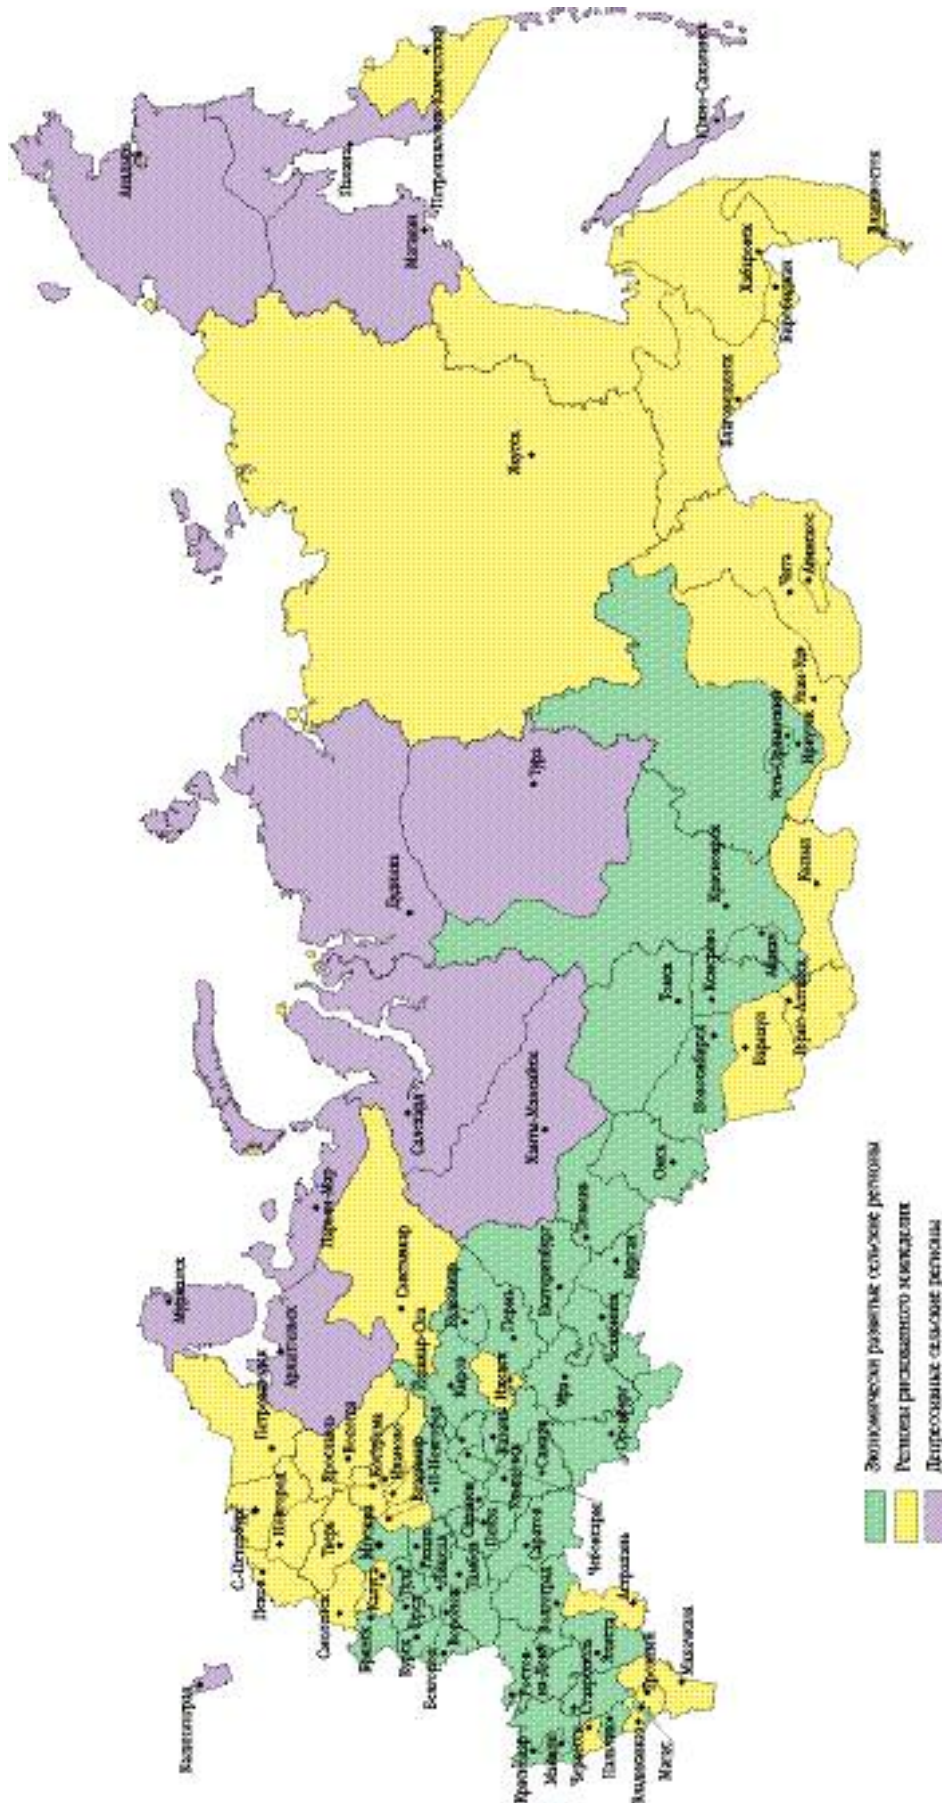 Мурманск
Калининград
С.-Петербург
Псков
Новгород
Петрозаводск
Архангельск
Нарьян-Мар
Смоленск
Тверь
Ярославль
Вологда
Кострома
Иваново
Владимир
Сыктывкар
Москва
Калуга
Брянск
Тула
Рязань
Курск
Белгород
Воронеж
Тамбов
Пенза
Саранск
Н.-Новгород
Йошкар-Ола
Киров
Кудымкар
Пермь
Ижевск
Казань
Ульяновск
Самара
Саратов
Чебоксары
Волгоград
Астрахань
Ростов
на-Дону
Краснодар
Майкоп
Черкесск
Ставрополь
Элиста
Нальчик
Владикавказ
Магас
Грозный
Махачкала
Уфа
Оренбург
Челябинск
Екатеринбург
Курган
Тюмень
Салехард
Ханты-Мансийск
Омск
Томск
Новосибирск
Кемерово
Барнаул
Горно-Алтайск
Абакан
Красноярск
Кызыл
Дудинка
Тура
Иркутск
Усть-Ордынский
Улан-Удэ
Чита
Агинское
Якутск
Благовещенск
Биробиджан
Хабаровск
Владивосток
Южно-Сахалинск
Магадан
Палана
Петропавловск-Камчатский
Анадырь
Экономически развитые сельские регионы
Регионы рискованного земледелия
Депрессивные сельские регионы